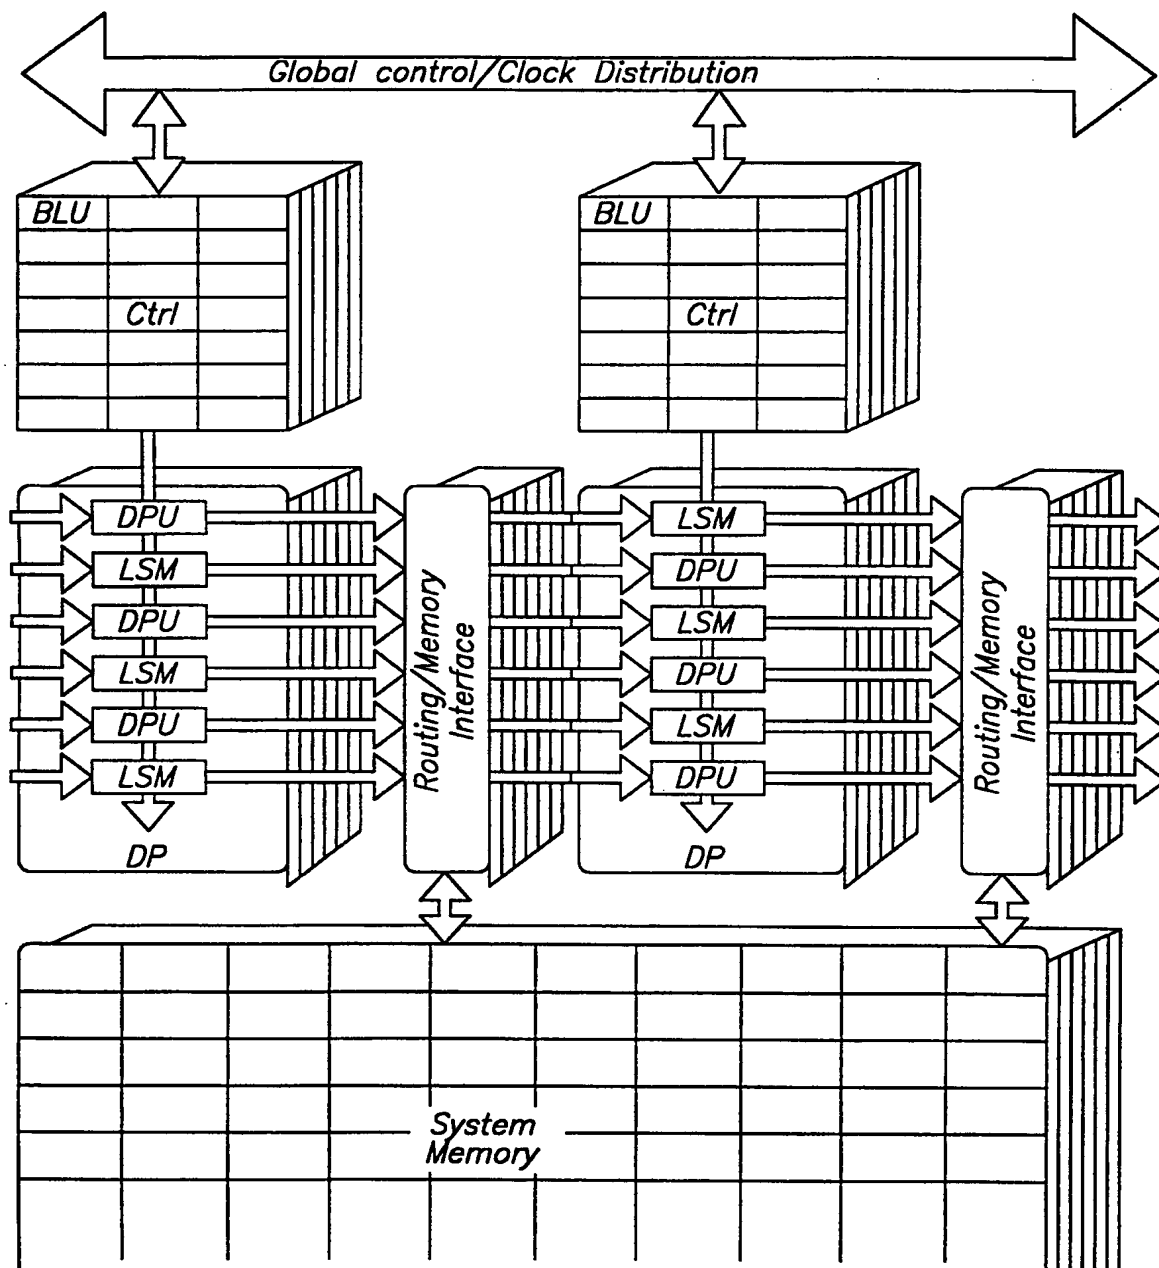 Global control/Clock Distribution
BLU
Ctrl
BLU
Ctrl
DPU
LSM
DPU
LSM
DPU
LSM
DP
Routing/Memory
Interface
LSM
DPU
LSM
DPU
LSM
DPU
DP
Routing/Memory
Interface
System
Memory